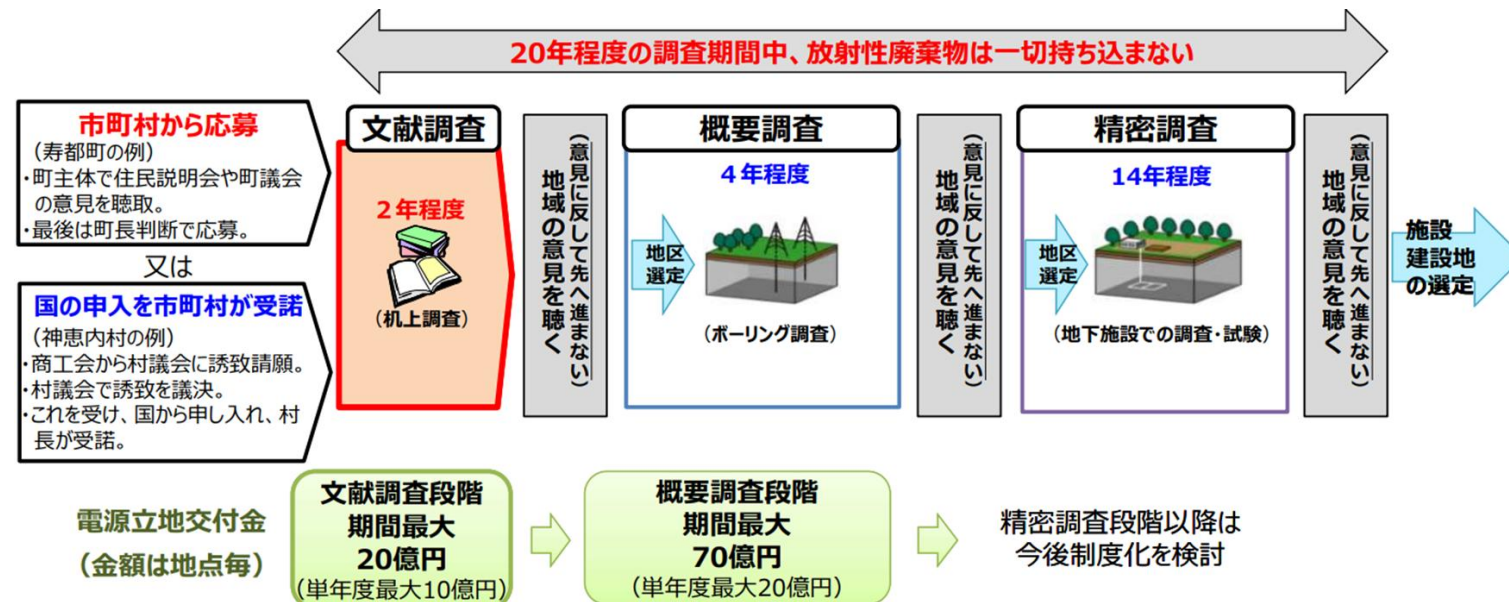 20年程度の調査期間中、放射性廃棄物は一切持ち込まない
市町村から応募
（寿都町の例）
・町主体で住民説明会や町議会
の意見を聴取。
・最後は町長判断で応募。
又は
国の申入を市町村が受諾
（神恵内村の例）
・商工会から村議会に誘致請願。
・村議会で誘致を議決。
・これを受け、国から申し入れ、村
長が受諾。
文献調査
２年程度
（机上調査）
（意見に反して先へ進まない）
地域の意見を聴く
概要調査
４年程度
地区
選定
（ボーリング調査）
（意見に反して先へ進まない）
地域の意見を聴く
精密調査
14年程度
地区
選定
（地下施設での調査・試験）
（意見に反して先へ進まない）
地域の意見を聴く
施設
建設地
の選定
電源立地交付金
（金額は地点毎）
文献調査段階
期間最大
20億円
（単年度最大10億円）
概要調査段階
期間最大
70億円
（単年度最大20億円）
精密調査段階以降は
今後制度化を検討